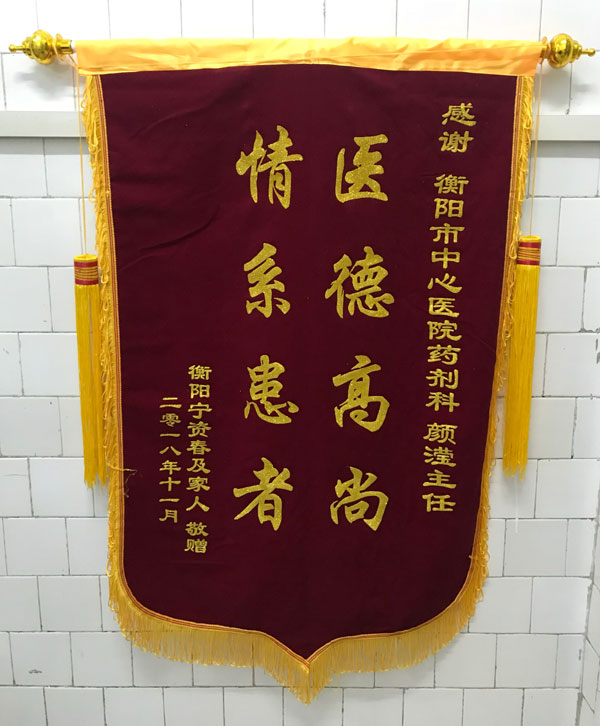 感谢 衡阳市中心医院药剂科 颜滢主任
医德高尚
情系患者
衡阳宁资春及家人 敬赠
二零一八年十一月